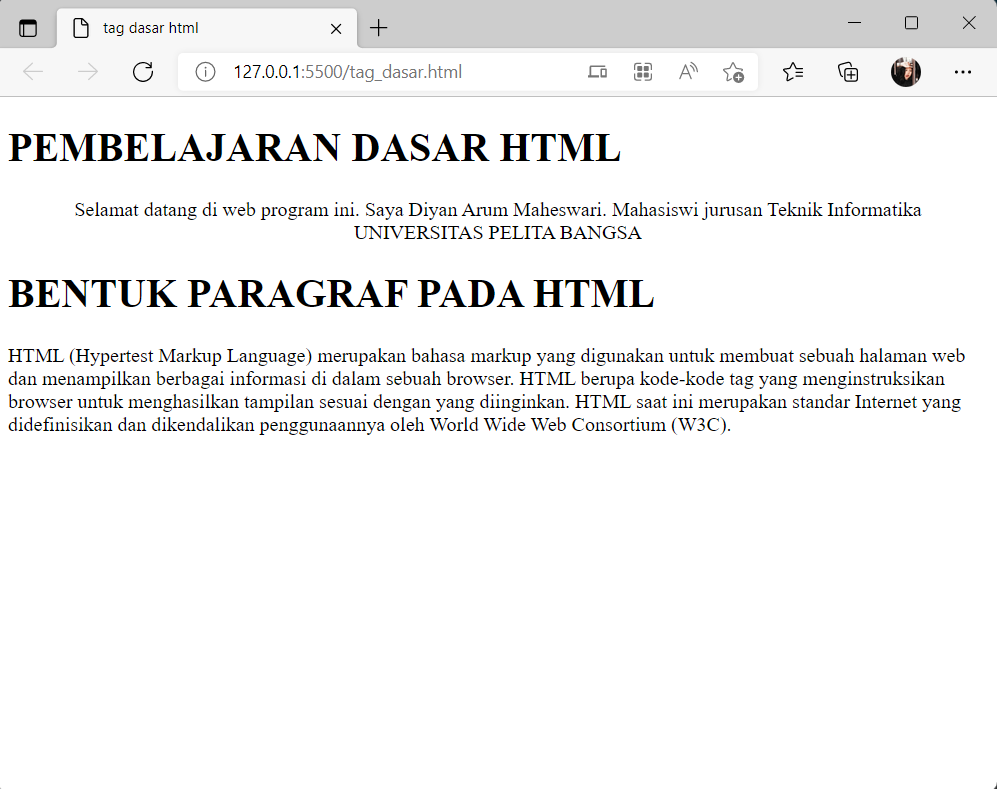 tag dasar html
127.0.0.1:5500/tag_dasar.html
PEMBELAJARAN DASAR HTML
Selamat datang di web program ini. Saya Diyan Arum Maheswari. Mahasiswi jurusan Teknik Informatika
UNIVERSITAS PELITA BANGSA
BENTUK PARAGRAF PADA HTML
HTML (Hypertest Markup Language) merupakan bahasa markup yang digunakan untuk membuat sebuah halaman web
dan menampilkan berbagai informasi di dalam sebuah browser. HTML berupa kode-kode tag yang menginstruksikan
browser untuk menghasilkan tampilan sesuai dengan yang diinginkan. HTML saat ini merupakan standar Internet yang
didefinisikan dan dikendalikan penggunaannya oleh World Wide Web Consortium (W3C).